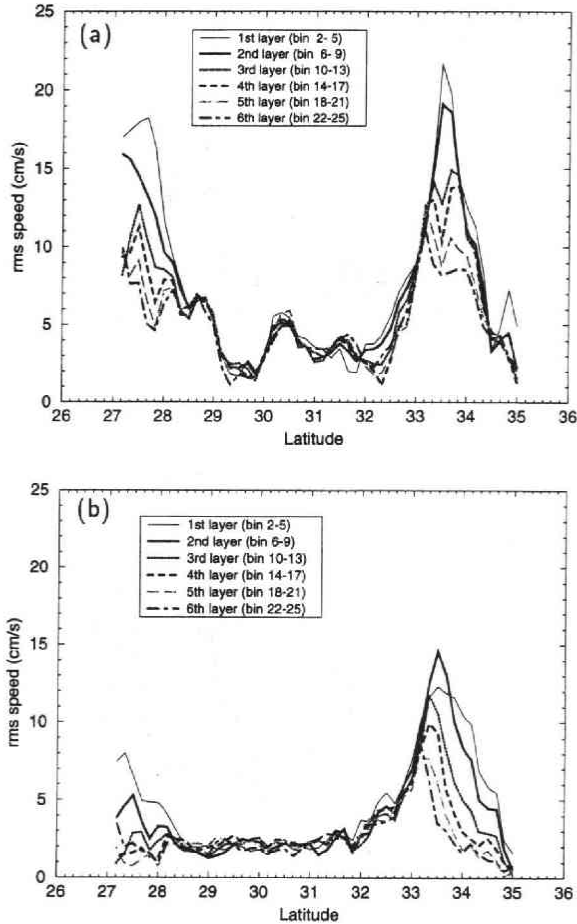 (a)
1st layer (bin 2- 5)
2nd layer (bin 6- 9)
3rd layer (bin 10-13)
4th layer (bin 14-17)
5th layer (bin 18-21)
6th layer (bin 22-25)
rms speed (cm/s)
25
20
15
10
5
0
26 27 28 29 30 31 32 33 34 35 36
Latitude
(b)
1st layer (bin 2-5)
2nd layer (bin 6-9)
3rd layer (bin 10-13)
4th layer (bin 14-17)
5th layer (bin 18-21)
6th layer (bin 22-25)
rms speed (cm/s)
25
20
15
10
5
0
26 27 28 29 30 31 32 33 34 35 36
Latitude